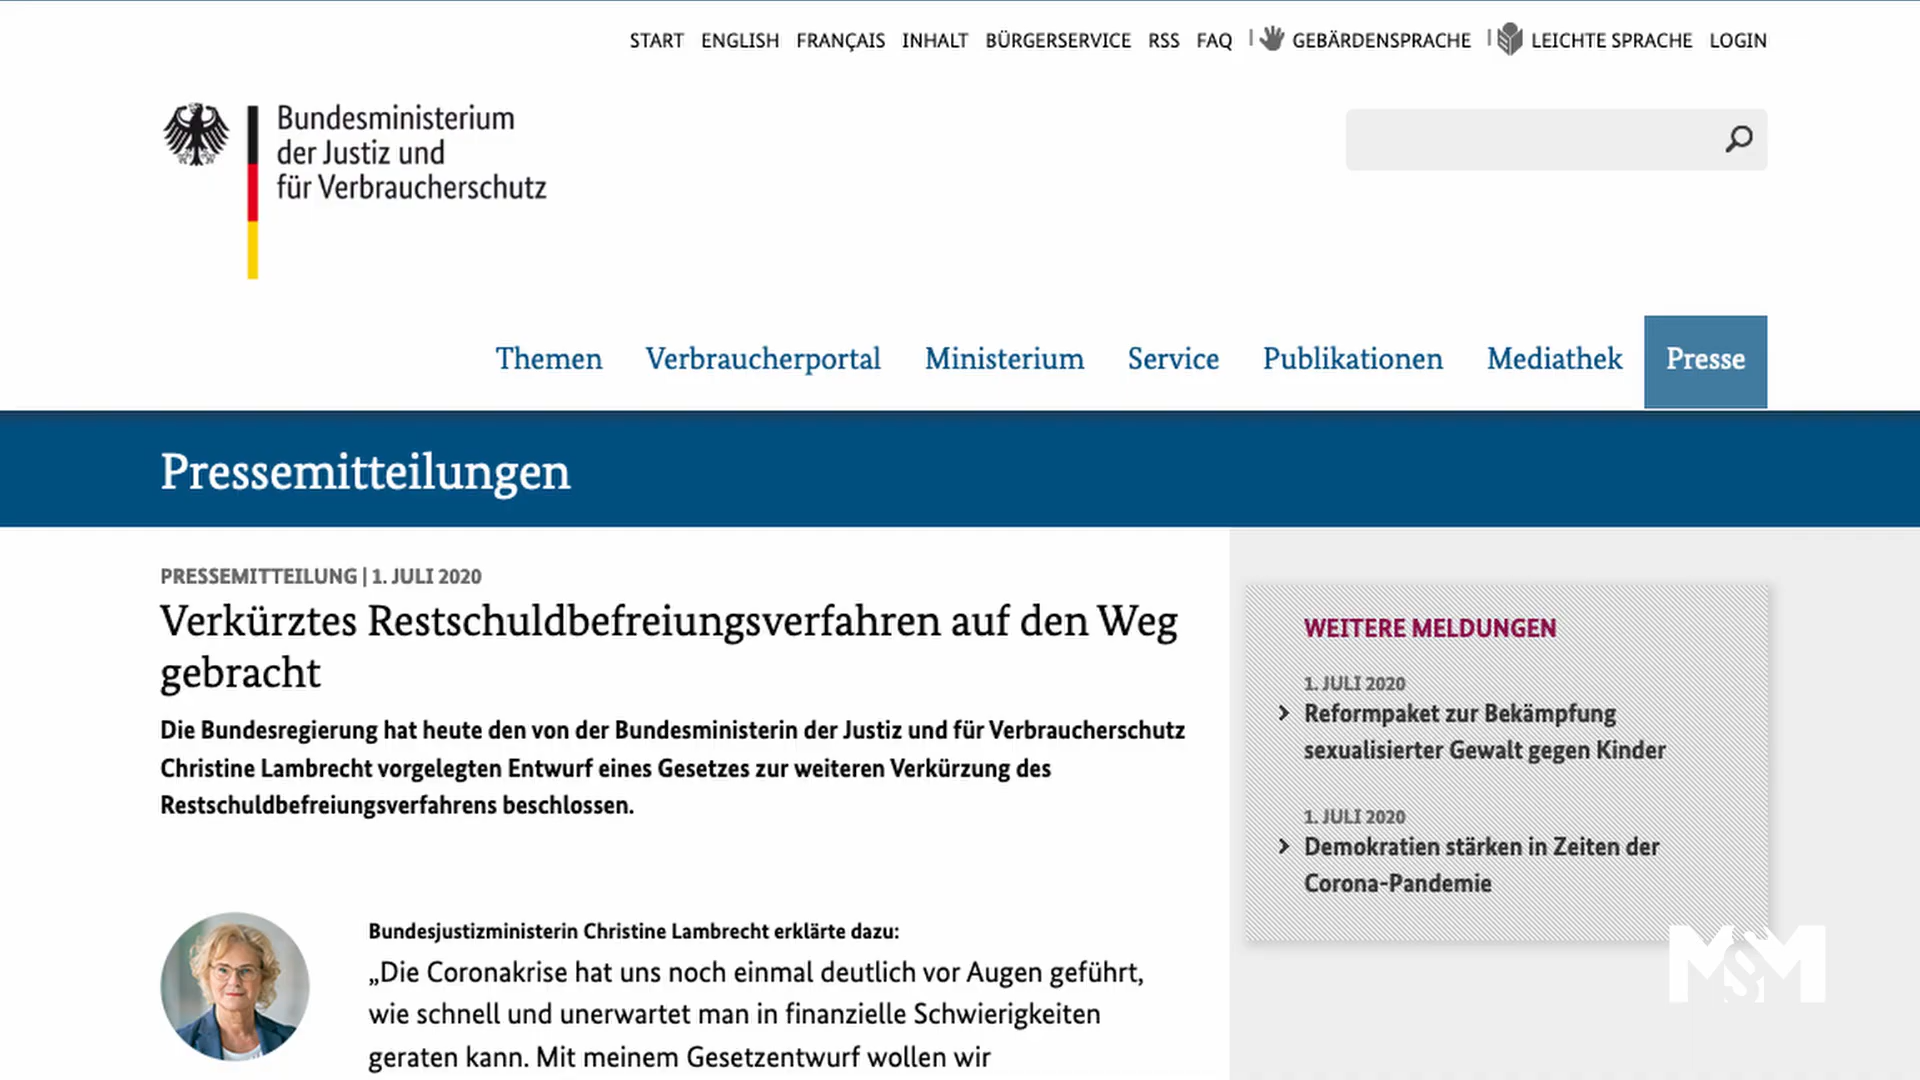 START ENGLISH FRANÇAIS INHALT BÜRGERSERVICE RSS FAQ GEBÄRDENSPRACHE LEICHTE SPRACHE LOGIN
Bundesministerium
der Justiz und
für Verbraucherschutz
Themen Verbraucherportal Ministerium Service Publikationen Mediathek Presse
Pressemitteilungen
PRESSEMITTEILUNG | 1. JULI 2020
Verkürztes Restschuldbefreiungsverfahren auf den Weg
gebracht
Die Bundesregierung hat heute den von der Bundesministerin der Justiz und für Verbraucherschutz
Christine Lambrecht vorgelegten Entwurf eines Gesetzes zur weiteren Verkürzung des
Restschuldbefreiungsverfahrens beschlossen.
Bundesjustizministerin Christine Lambrecht erklärte dazu:
„Die Coronakrise hat uns noch einmal deutlich vor Augen geführt,
wie schnell und unerwartet man in finanzielle Schwierigkeiten
geraten kann. Mit meinem Gesetzentwurf wollen wir
WEITERE MELDUNGEN
1. JULI 2020
Reformpaket zur Bekämpfung
sexualisierter Gewalt gegen Kinder
1. JULI 2020
Demokratien stärken in Zeiten der
Corona-Pandemie
M§M